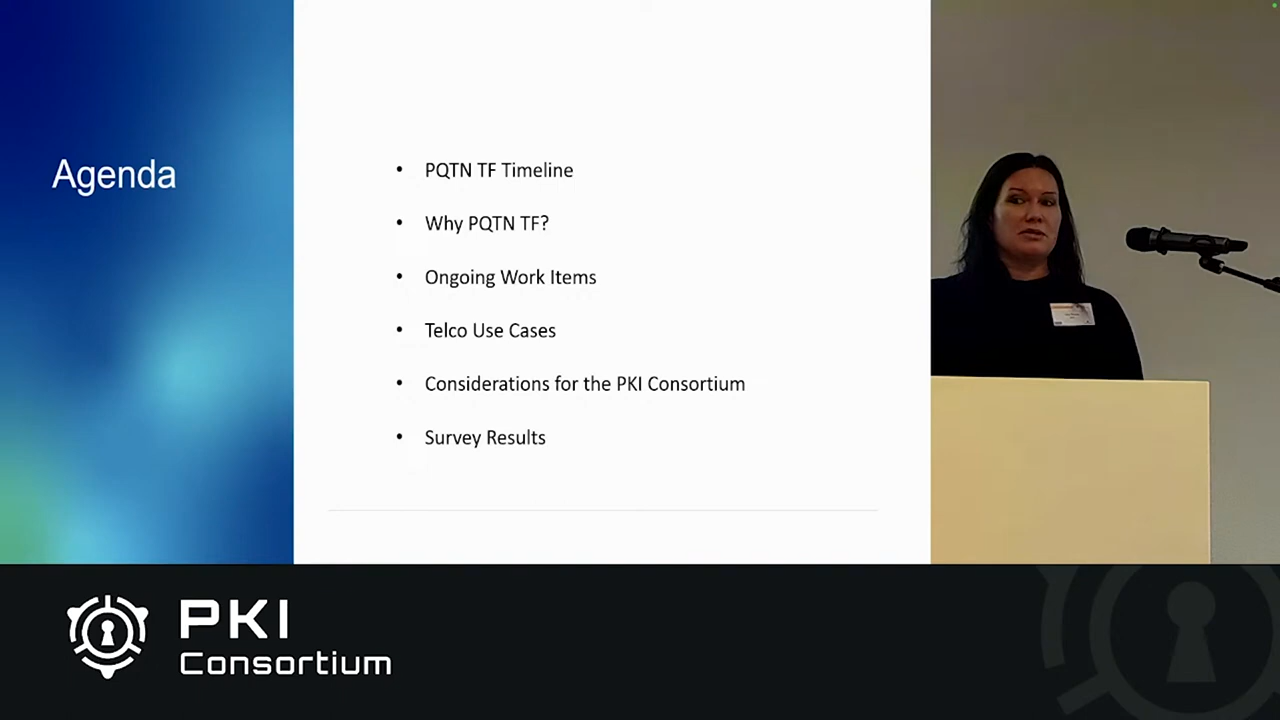 Agenda
• PQTN TF Timeline
• Why PQTN TF?
• Ongoing Work Items
• Telco Use Cases
• Considerations for the PKI Consortium
• Survey Results
PKI
Consortium